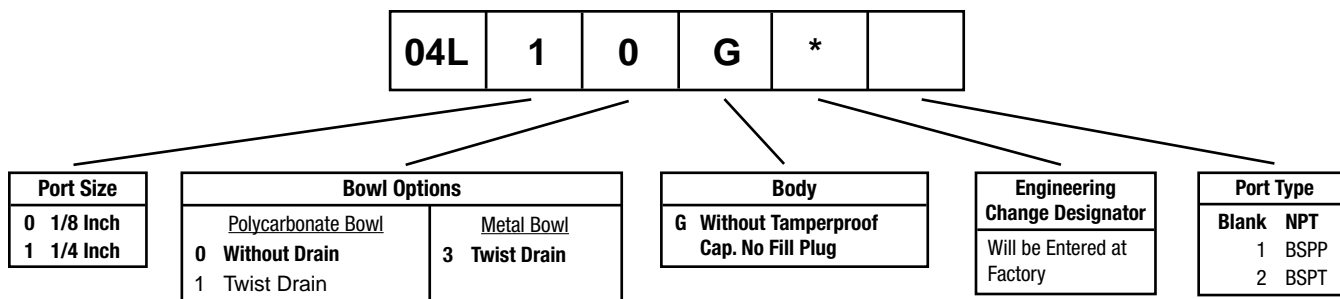 04L 1 0 G *
Port Size
0 1/8 Inch
1 1/4 Inch
Bowl Options
Polycarbonate Bowl
0 Without Drain
1 Twist Drain
Metal Bowl
3 Twist Drain
Body
G Without Tamperproof
Cap. No Fill Plug
Engineering
Change Designator
Will be Entered at
Factory
Port Type
Blank NPT
1 BSPP
2 BSPT